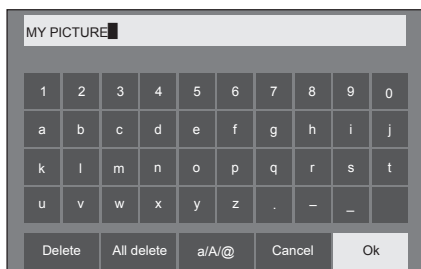 MY PICTURE
1 2 3 4 5 6 7 8 9 0
a b c d e f g h i j
k l m n o p q r s t
u v w x y z . – _
Delete All delete a/A/@ Cancel Ok